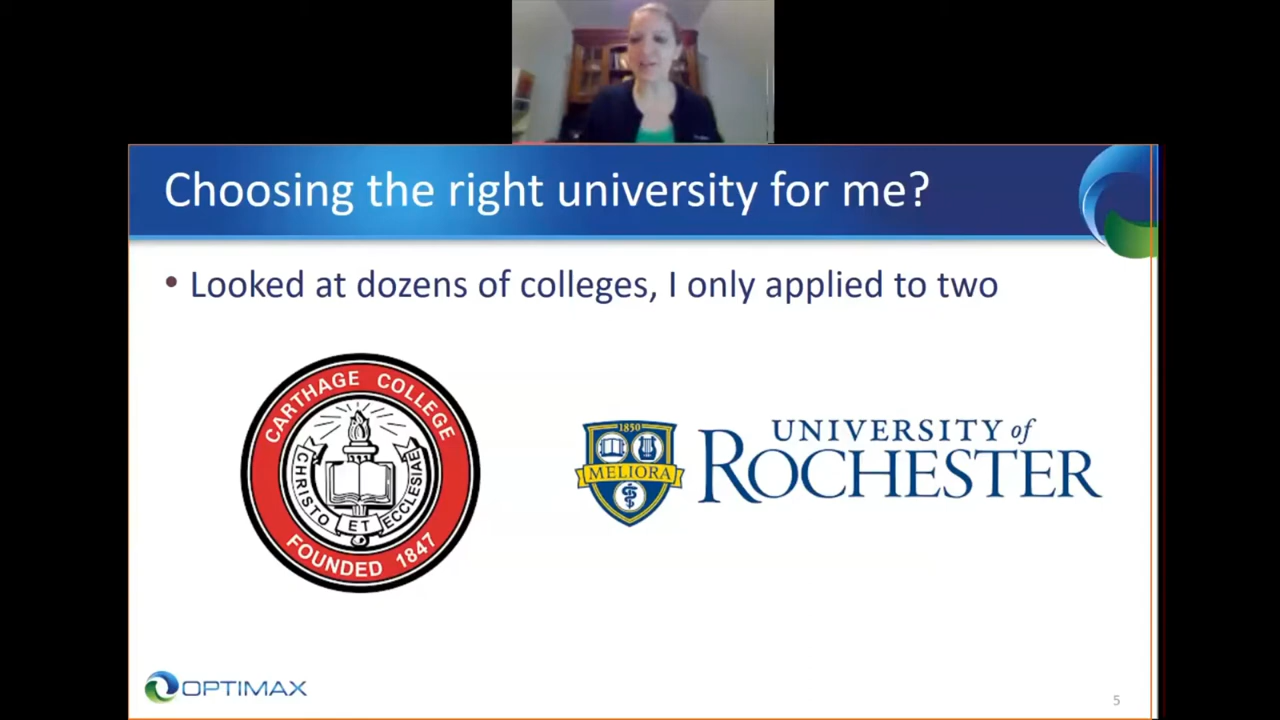 Choosing the right university for me?
• Looked at dozens of colleges, I only applied to two
CARTHAGE COLLEGE
CHRISTO ET ECCLESIAE
FOUNDED 1847
1850
MELIORA
UNIVERSITY of
ROCHESTER
OPTIMAX
5